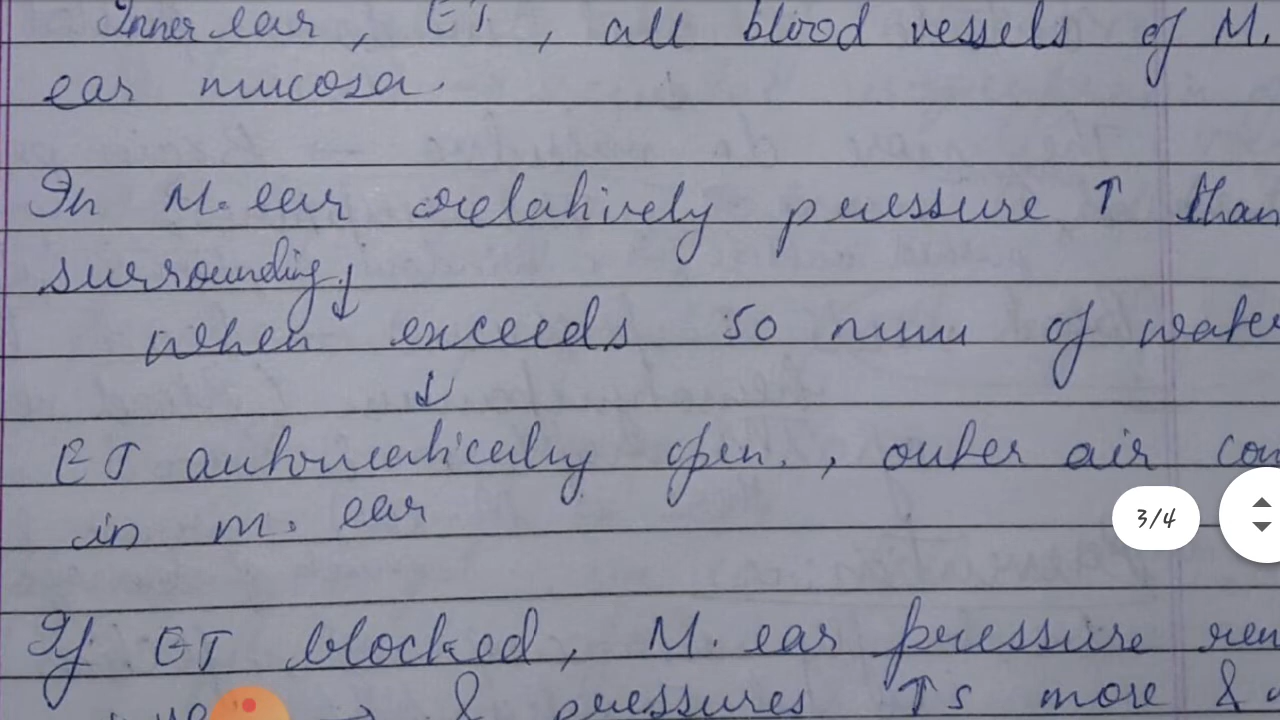 Inner ear, ET, all blood vessels of M.
ear mucosa.
In M. ear relatively pressure ↑ than
surrounding.
↓
when exceeds 50 mm of water
↓
ET automatically open., outer air
in m. ear
3/4
If ET blocked, M. ear pressure
→ & pressures ↑s more &